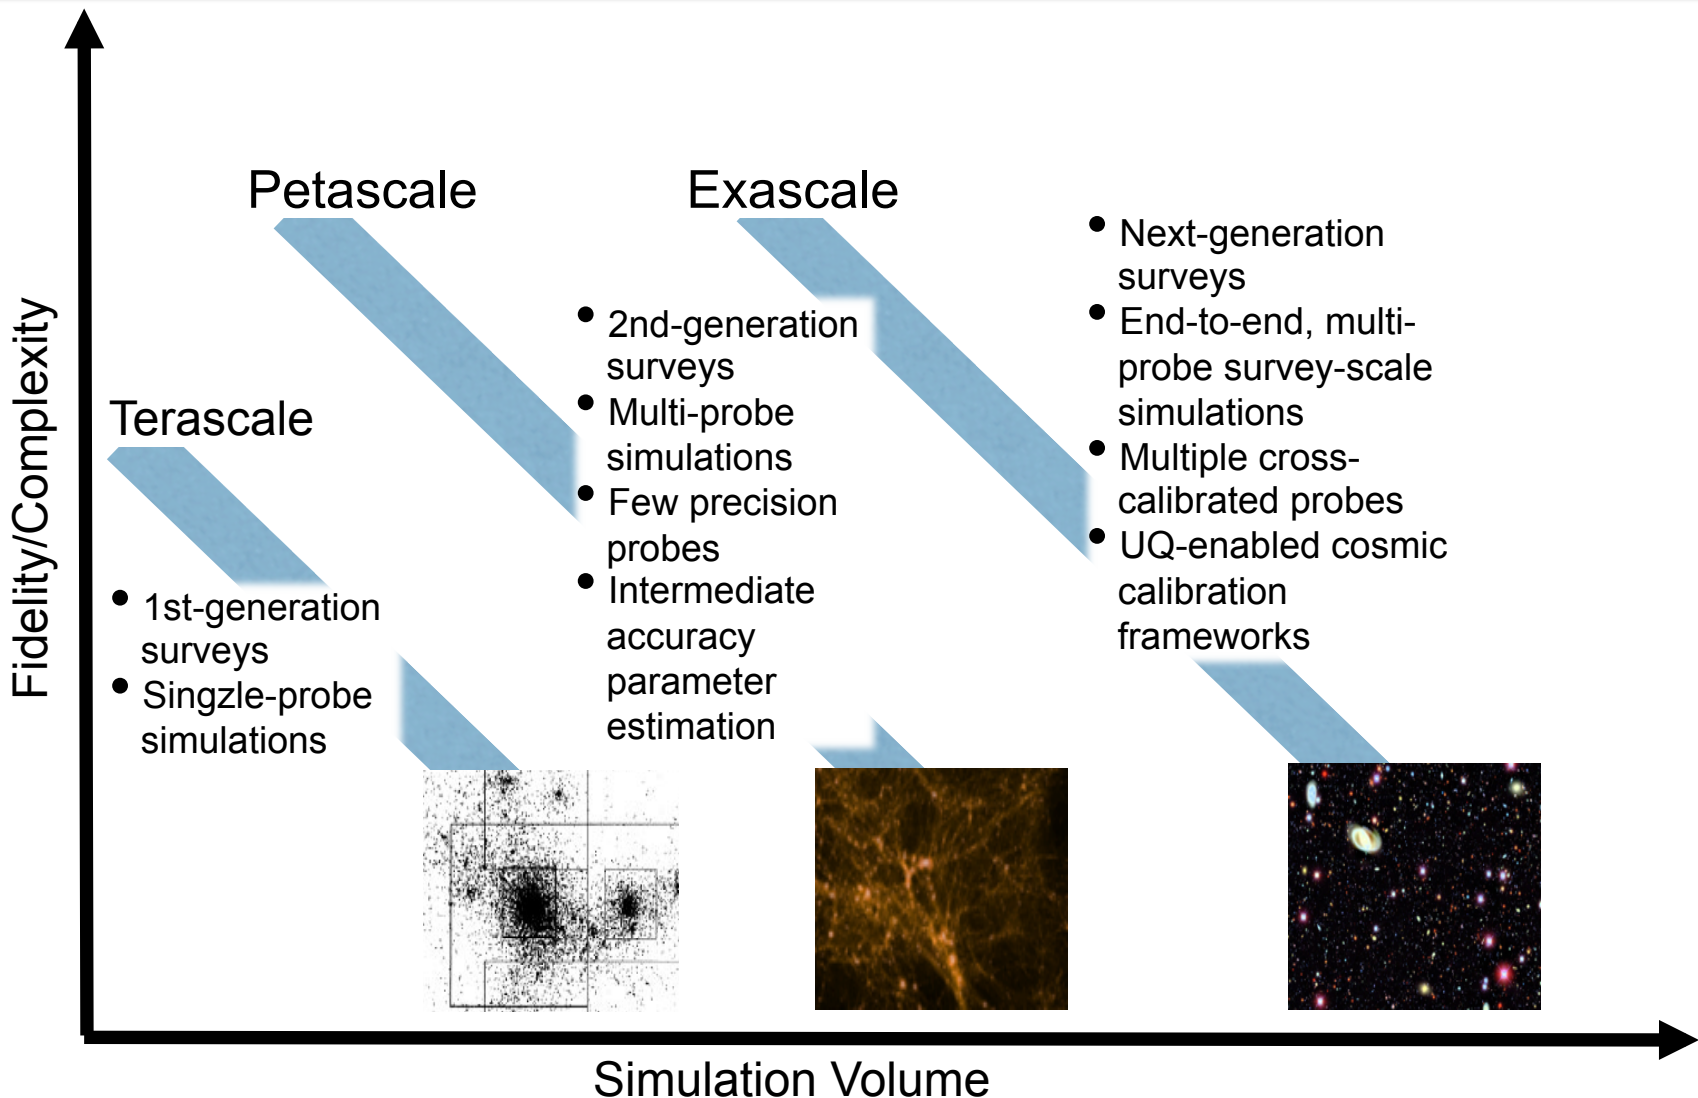 Petascale
Exascale
Terascale
Fidelity/Complexity
• 1st-generation
surveys
• Singzle-probe
simulations
• 2nd-generation
surveys
• Multi-probe
simulations
• Few precision
probes
• Intermediate
accuracy
parameter
estimation
• Next-generation
surveys
• End-to-end, multi-
probe survey-scale
simulations
• Multiple cross-
calibrated probes
• UQ-enabled cosmic
calibration
frameworks
Simulation Volume